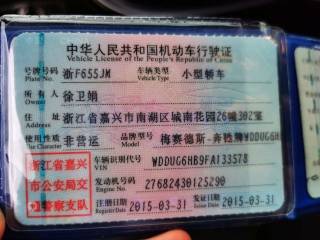 中华人民共和国机动车行驶证
Vehicle License of the People's Republic of China
号牌号码 浙F655JM 车辆类型 小型轿车
Plate No. Vehicle Type
所有人 徐卫娟
Owner
住址 浙江省嘉兴市南湖区城南花园26幢302室
Address
使用性质 非营运 品牌型号 梅赛德斯-奔驰牌WDDUG6H
Use Character Model
浙江省嘉兴 车辆识别代号 WDDUG6HB9FA133578
VIN
市公安局交 发动机号码 27682430125290
Engine No.
警察支队 注册日期 2015-03-31 发证日期 2015-03-31
Register Date Issue Date